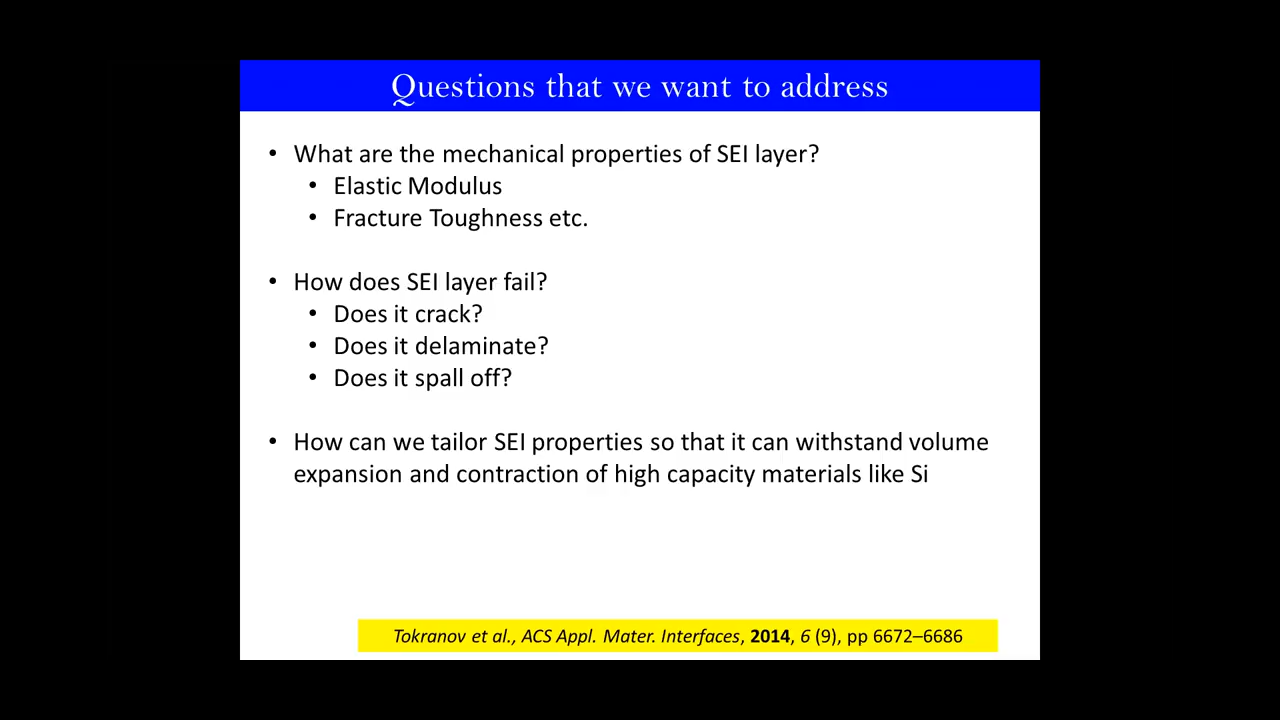 Questions that we want to address
• What are the mechanical properties of SEI layer?
• Elastic Modulus
• Fracture Toughness etc.
• How does SEI layer fail?
• Does it crack?
• Does it delaminate?
• Does it spall off?
• How can we tailor SEI properties so that it can withstand volume
expansion and contraction of high capacity materials like Si
Tokranov et al., ACS Appl. Mater. Interfaces, 2014, 6 (9), pp 6672–6686